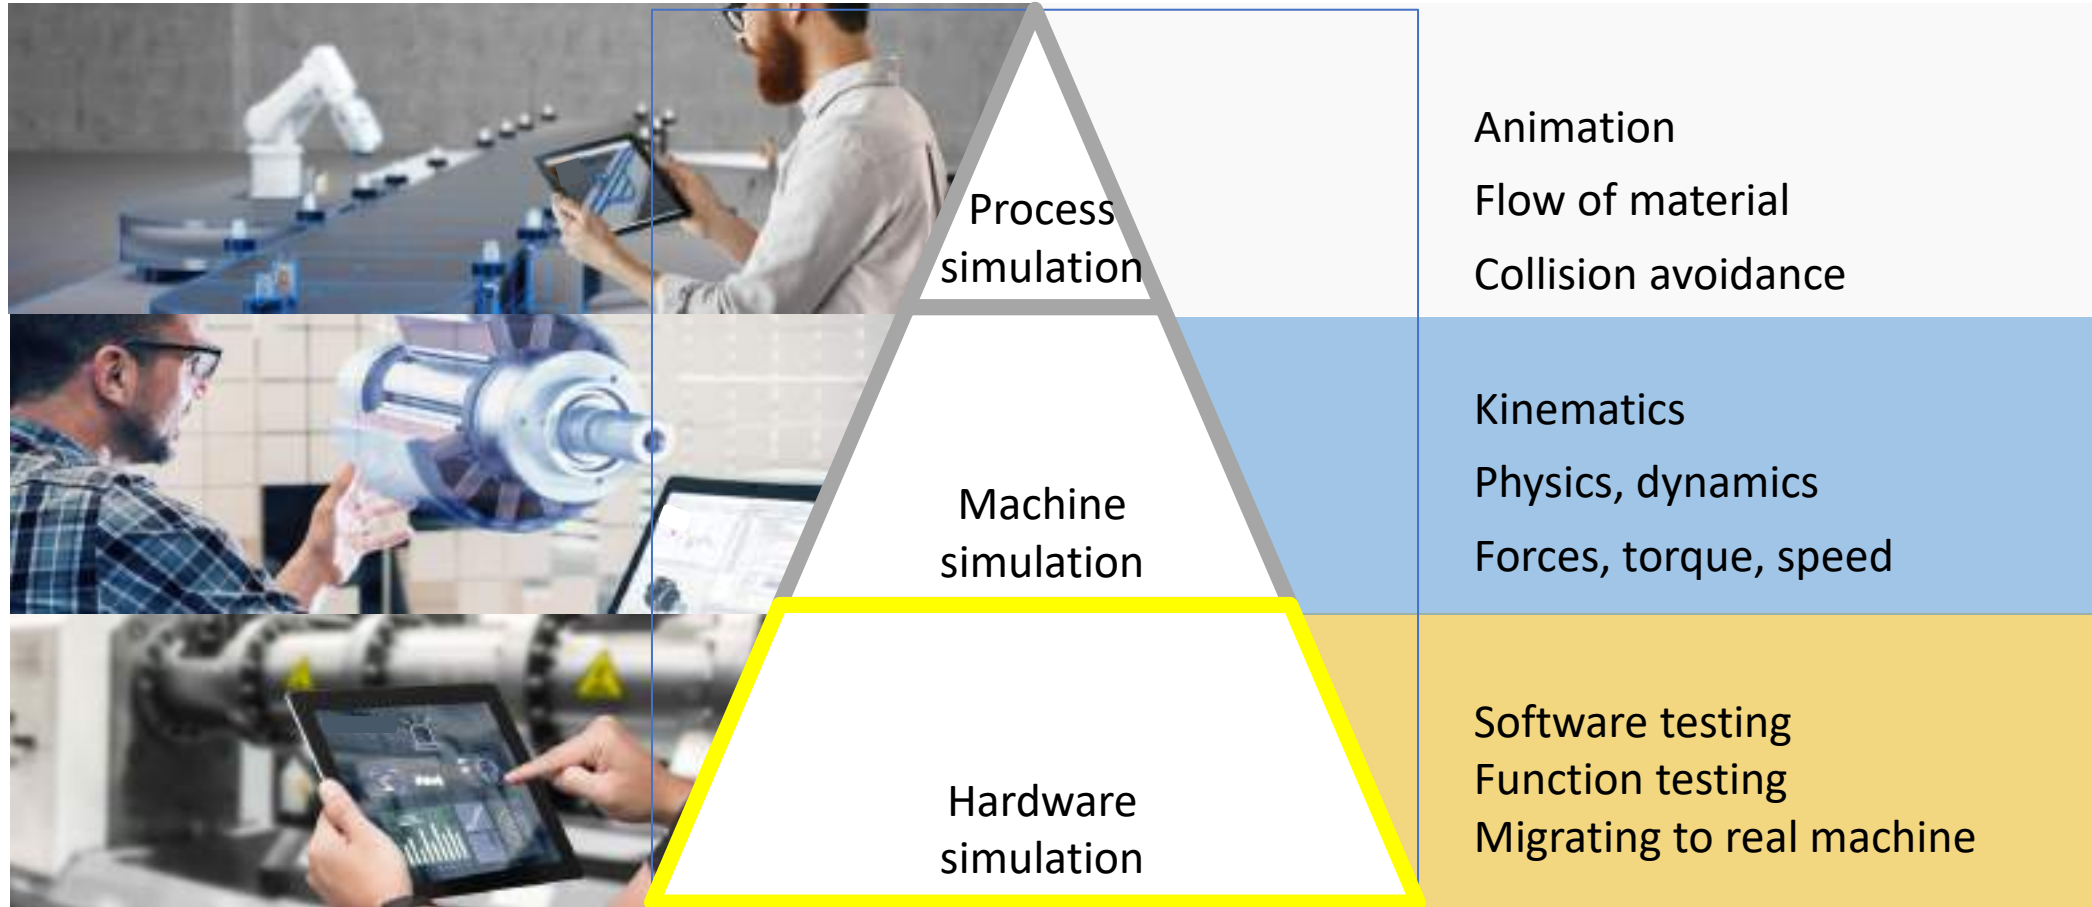 Process
simulation
Animation
Flow of material
Collision avoidance
Machine
simulation
Kinematics
Physics, dynamics
Forces, torque, speed
Hardware
simulation
Software testing
Function testing
Migrating to real machine